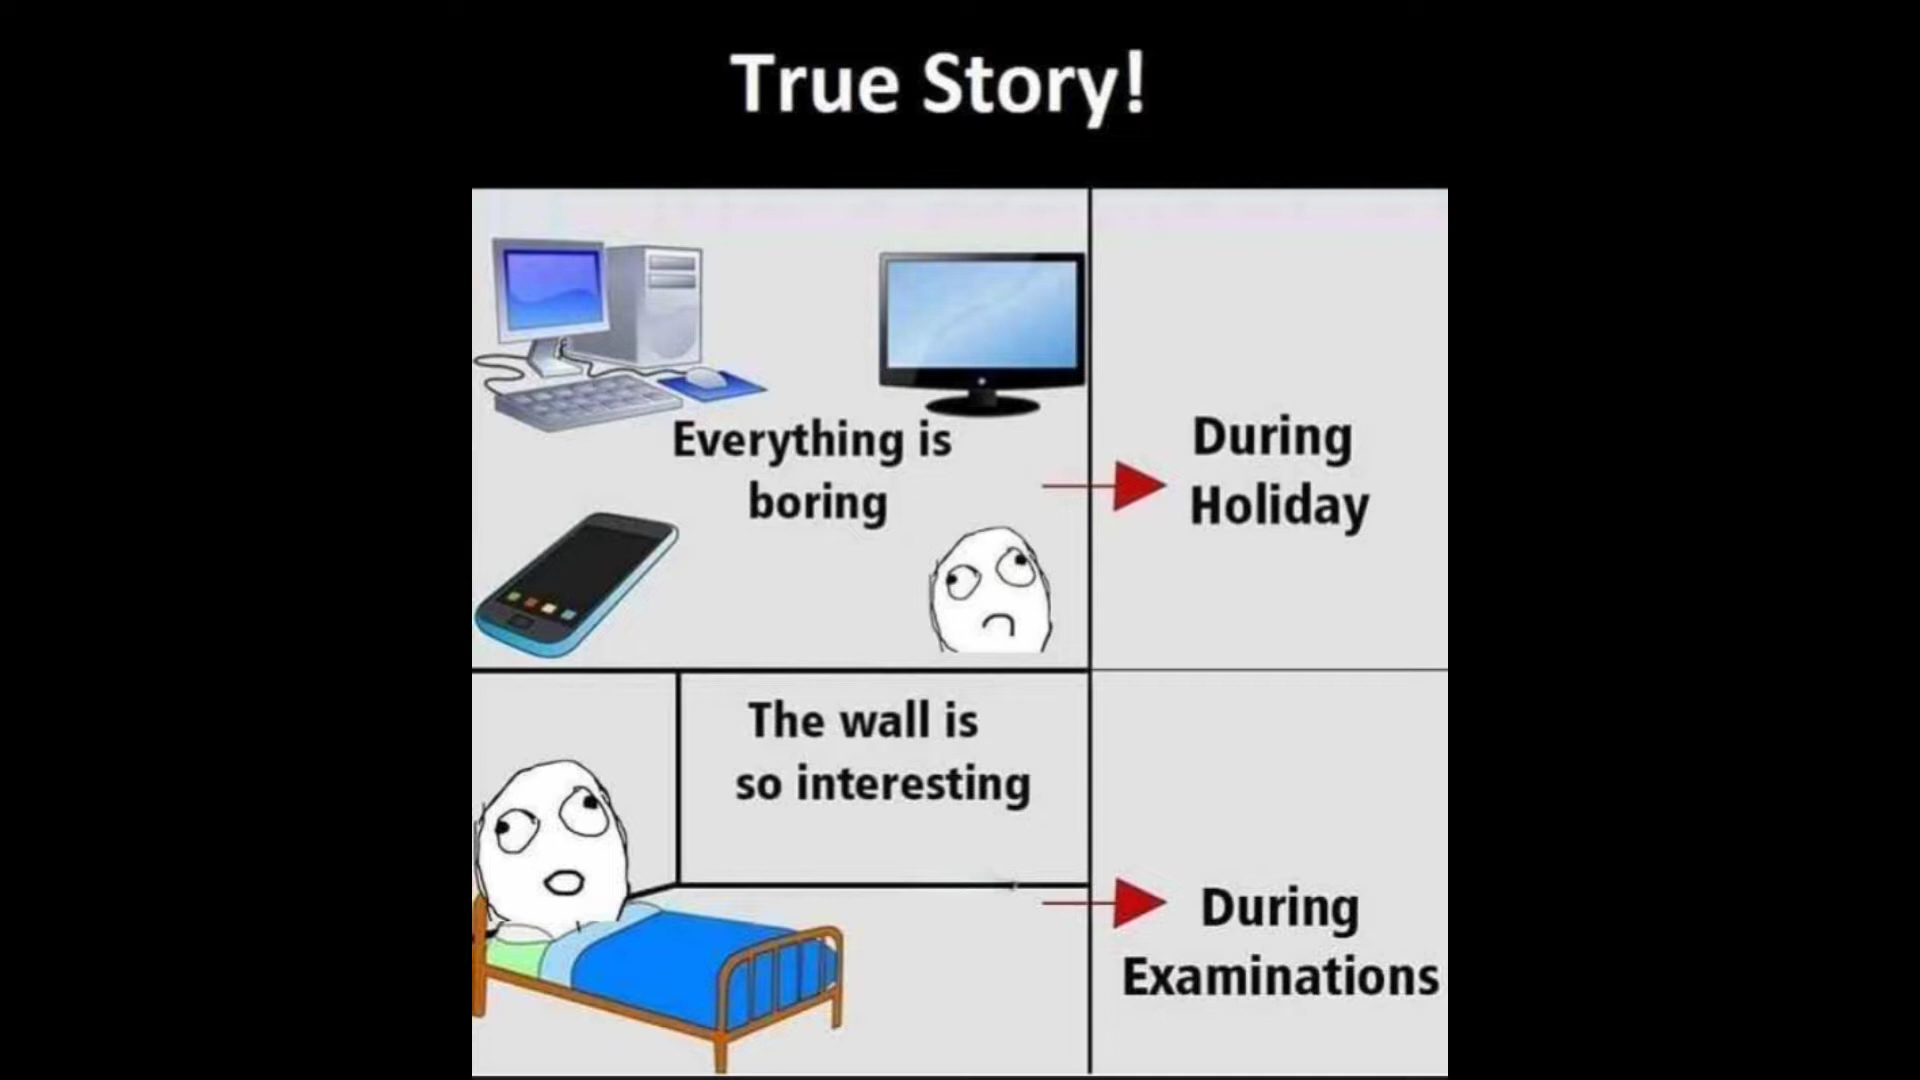 True Story!
Everything is
boring
During
Holiday
The wall is
so interesting
During
Examinations